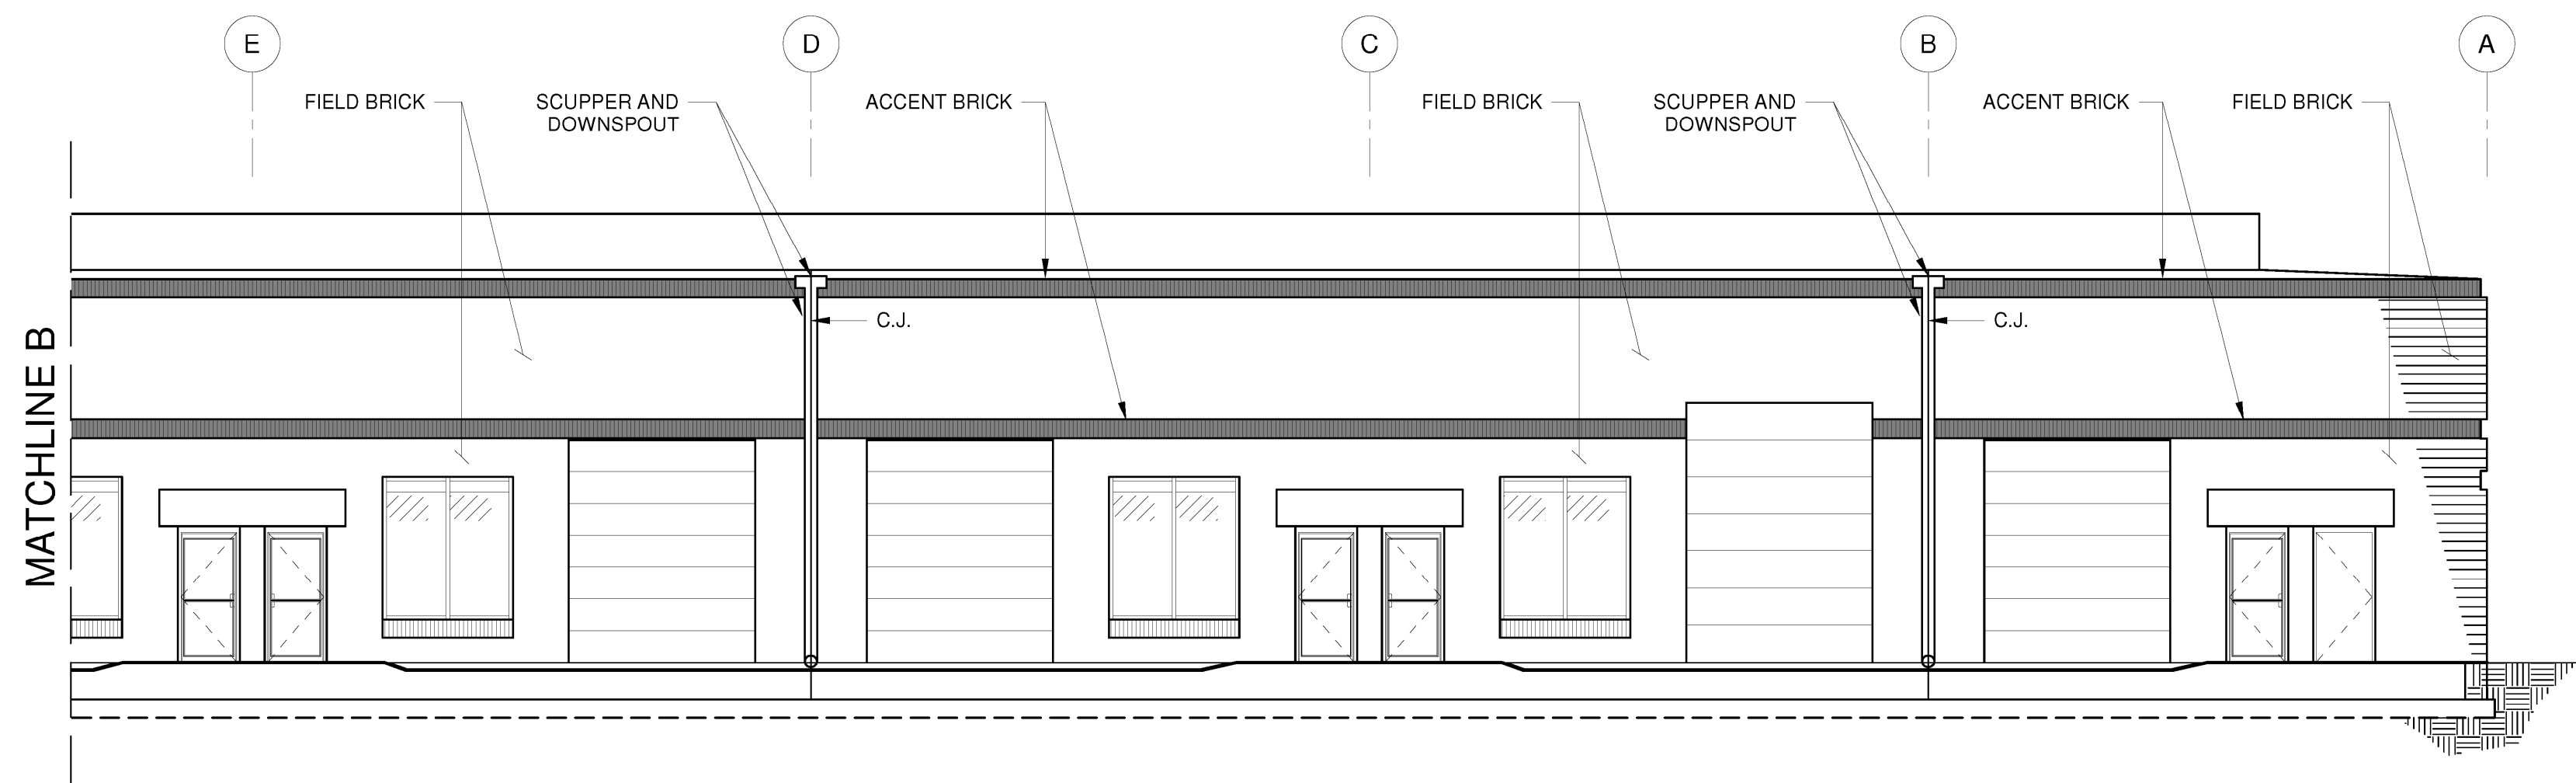 E
D
C
B
A
FIELD BRICK
SCUPPER AND
DOWNSPOUT
ACCENT BRICK
FIELD BRICK
SCUPPER AND
DOWNSPOUT
ACCENT BRICK
FIELD BRICK
C.J.
C.J.
MATCHLINE B